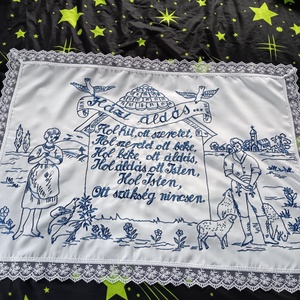 Házi áldás...
Hol hit, ott szeretet,
Hol szeretet ott béke,
Hol béke, ott áldás,
Hol áldás ott Isten,
Hol Isten,
Ott szükség nincsen.